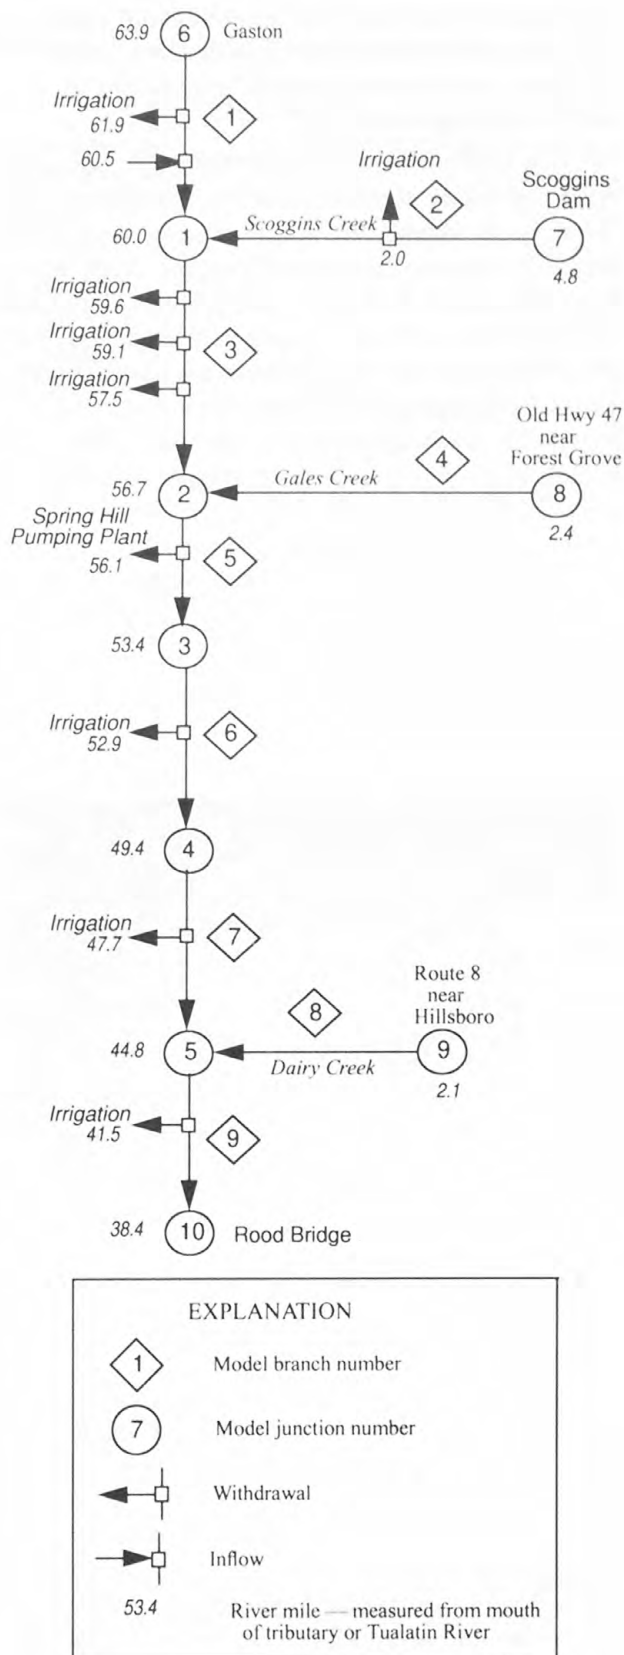 63.9 6 Gaston
Irrigation
61.9
1
60.5
Irrigation
2
Scoggins
Dam
60.0 1
Scoggins Creek
2.0
7
4.8
Irrigation
59.6
Irrigation
59.1
3
Irrigation
57.5
Old Hwy 47
near
Forest Grove
4
56.7 2
Gales Creek
8
2.4
Spring Hill
Pumping Plant
56.1
5
53.4 3
Irrigation
52.9
6
49.4 4
Irrigation
47.7
7
Route 8
near
Hillsboro
8
44.8 5
Dairy Creek
9
2.1
Irrigation
41.5
9
38.4 10 Rood Bridge
EXPLANATION
1 Model branch number
7 Model junction number
Withdrawal
Inflow
53.4 River mile — measured from mouth
of tributary or Tualatin River